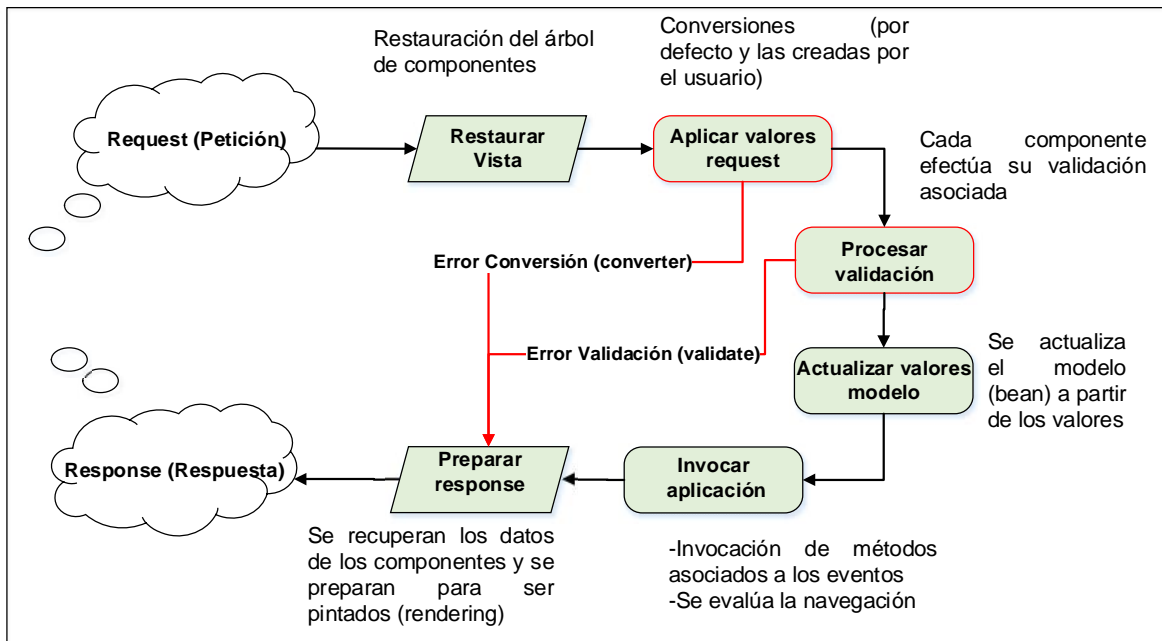 Restauración del árbol
de componentes
Conversiones (por
defecto y las creadas por
el usuario)
Request (Petición)
Restaurar
Vista
Aplicar valores
request
Cada componente
efectúa su validación
asociada
Error Conversión (converter)
Procesar
validación
Error Validación (validate)
Actualizar valores
modelo
Se actualiza
el modelo
(bean) a partir
de los valores
Response (Respuesta)
Preparar
response
Invocar
aplicación
Se recuperan los datos
de los componentes y se
preparan para ser
pintados (rendering)
-Invocación de métodos
asociados a los eventos
-Se evalúa la navegación